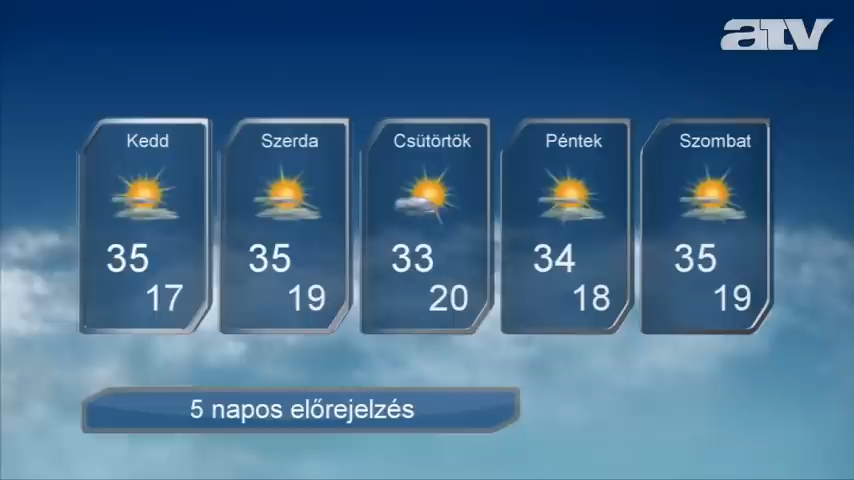 atv
Kedd Szerda Csütörtök Péntek Szombat
35 35 33 34 35
17 19 20 18 19
5 napos előrejelzés